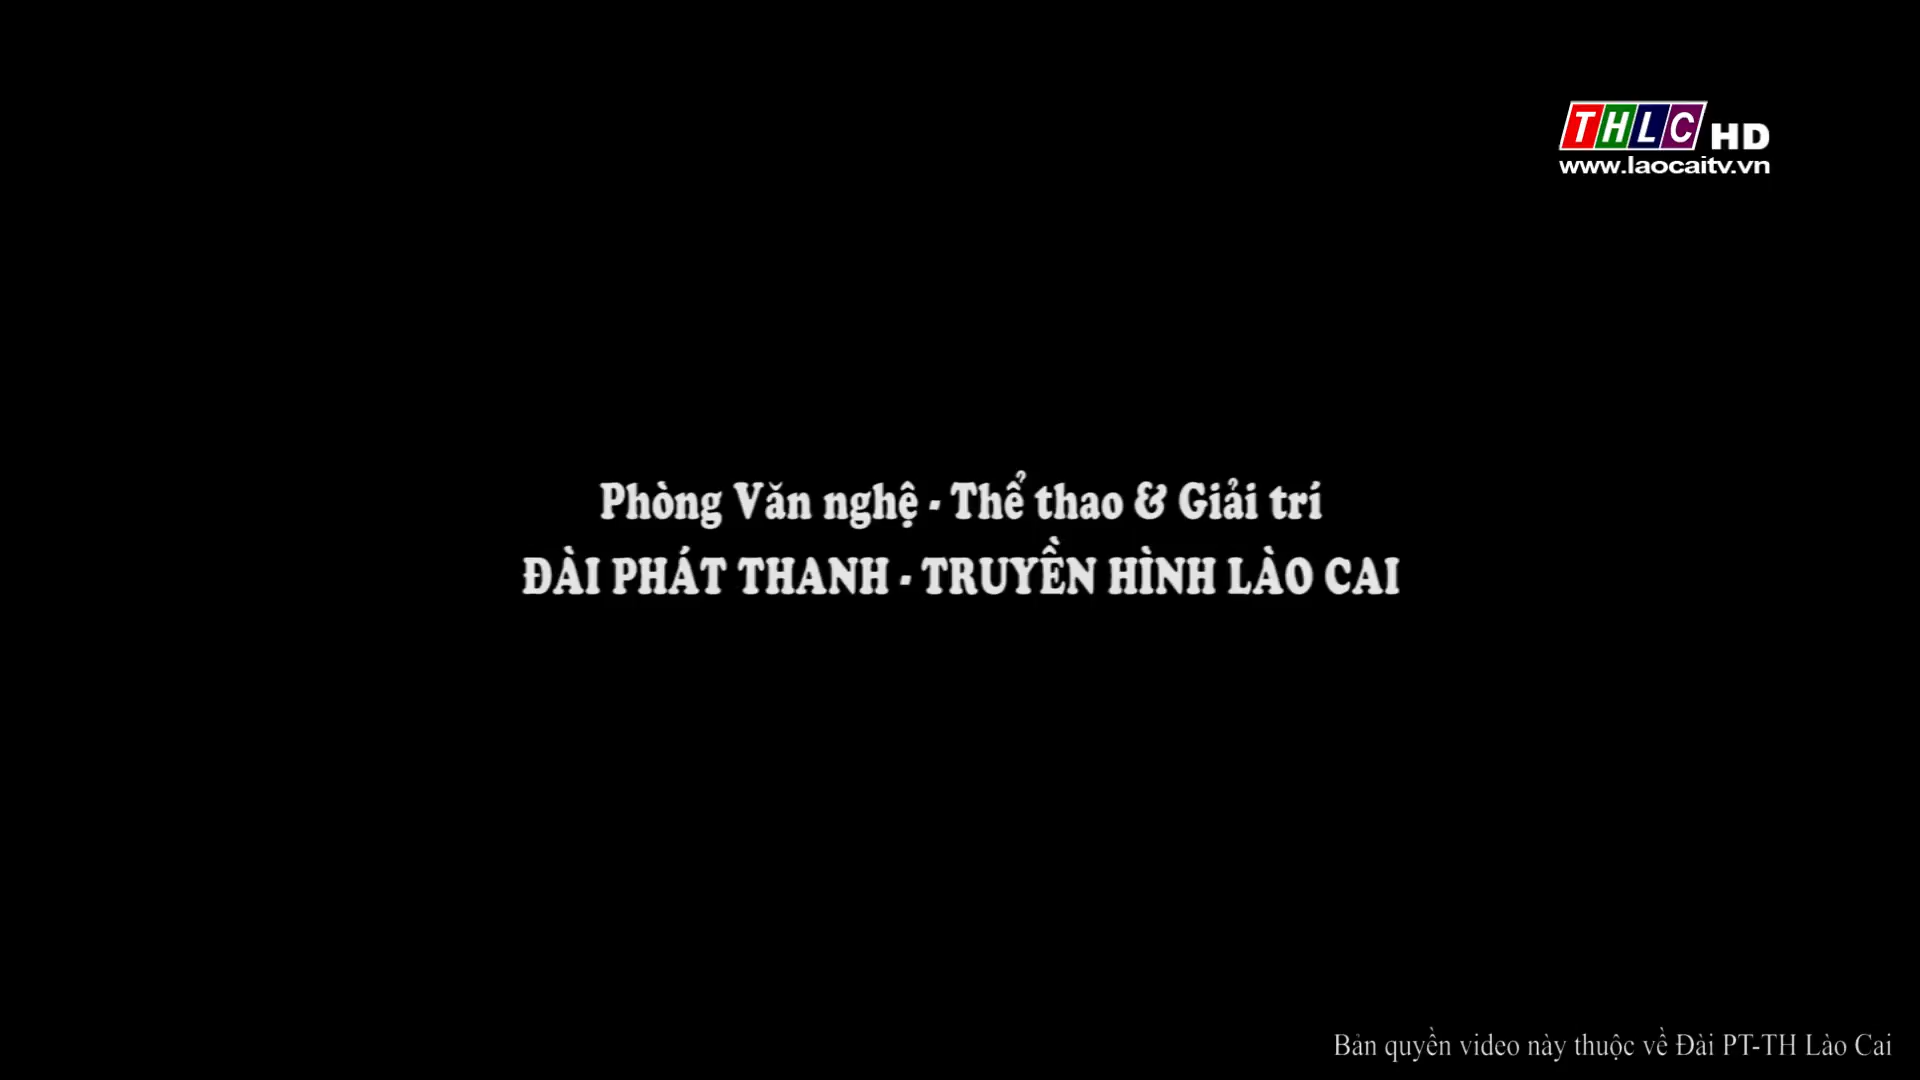 THLC HD
www.laocaitv.vn
Phòng Văn nghệ - Thể thao & Giải trí
ĐÀI PHÁT THANH - TRUYỀN HÌNH LÀO CAI
Bản quyền video này thuộc về Đài PT-TH Lào Cai